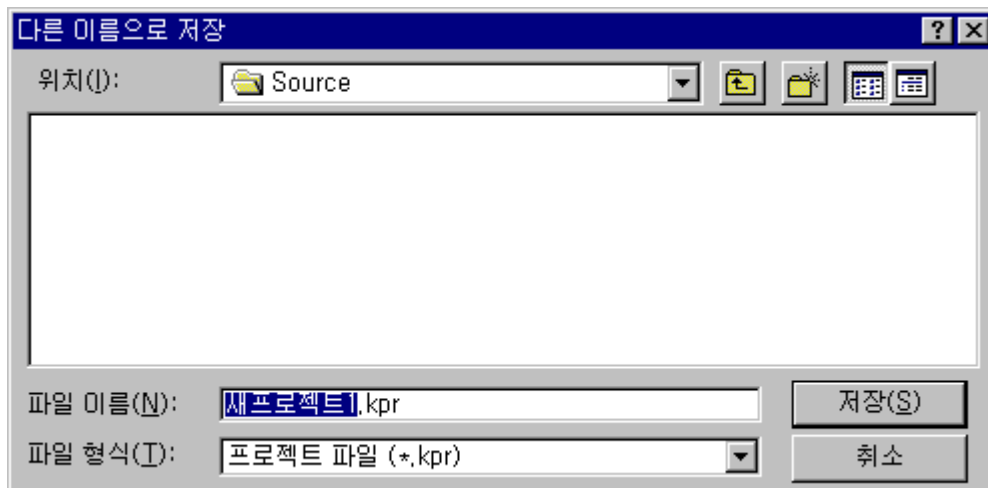 다른 이름으로 저장
위치(I): Source
파일 이름(N): 새프로젝트1.kpr 저장(S)
파일 형식(T): 프로젝트 파일 (*.kpr) 취소